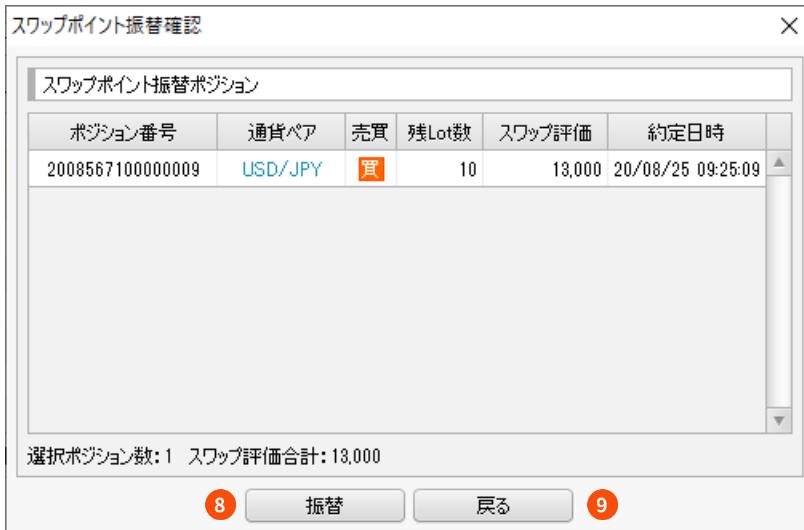 スワップポイント振替確認
スワップポイント振替ポジション
ポジション番号 通貨ペア 売買 残Lot数 スワップ評価 約定日時
2008567100000009 USD/JPY 買 10 13,000 20/08/25 09:25:09
選択ポジション数: 1 スワップ評価合計: 13,000
8 振替 戻る 9